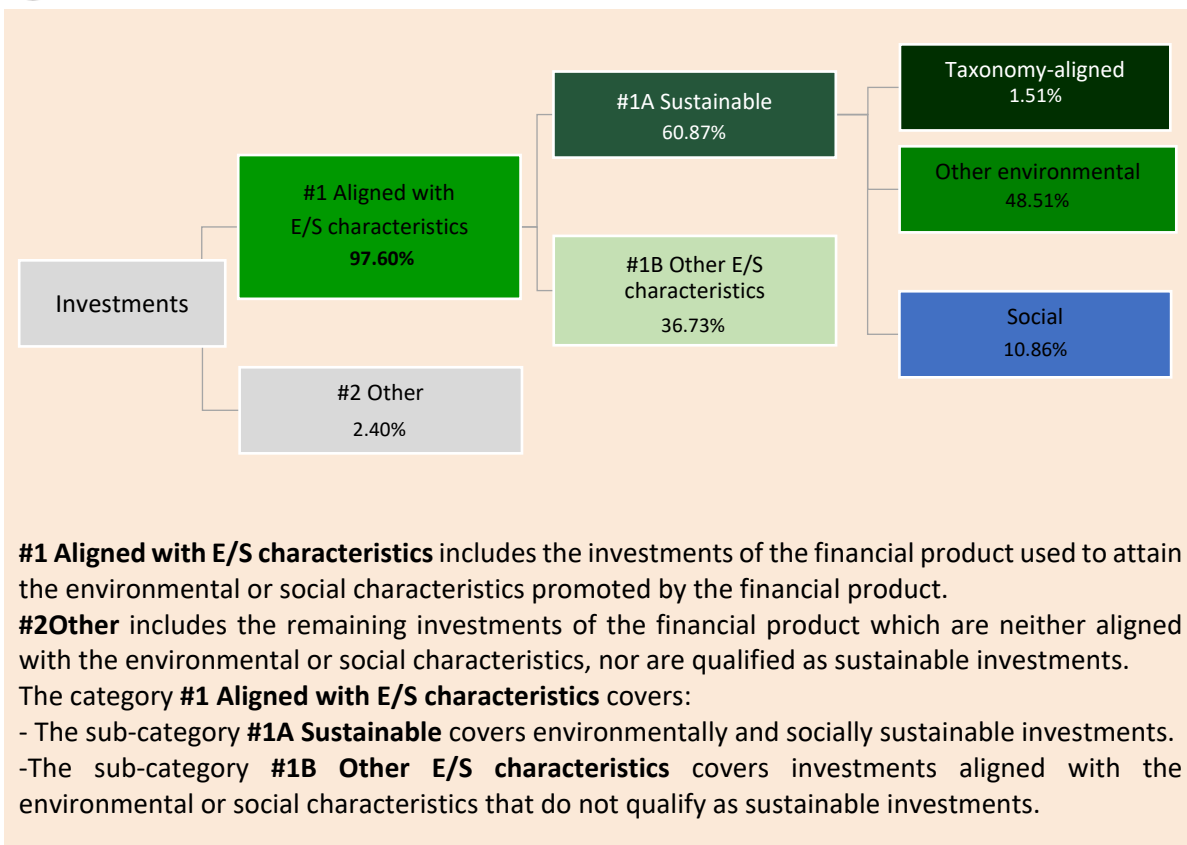 Investments
#1 Aligned with
E/S characteristics
97.60%
#2 Other
2.40%
#1A Sustainable
60.87%
#1B Other E/S
characteristics
36.73%
Taxonomy-aligned
1.51%
Other environmental
48.51%
Social
10.86%
#1 Aligned with E/S characteristics includes the investments of the financial product used to attain
the environmental or social characteristics promoted by the financial product.
#2Other includes the remaining investments of the financial product which are neither aligned
with the environmental or social characteristics, nor are qualified as sustainable investments.
The category #1 Aligned with E/S characteristics covers:
- The sub-category #1A Sustainable covers environmentally and socially sustainable investments.
-The sub-category #1B Other E/S characteristics covers investments aligned with the
environmental or social characteristics that do not qualify as sustainable investments.